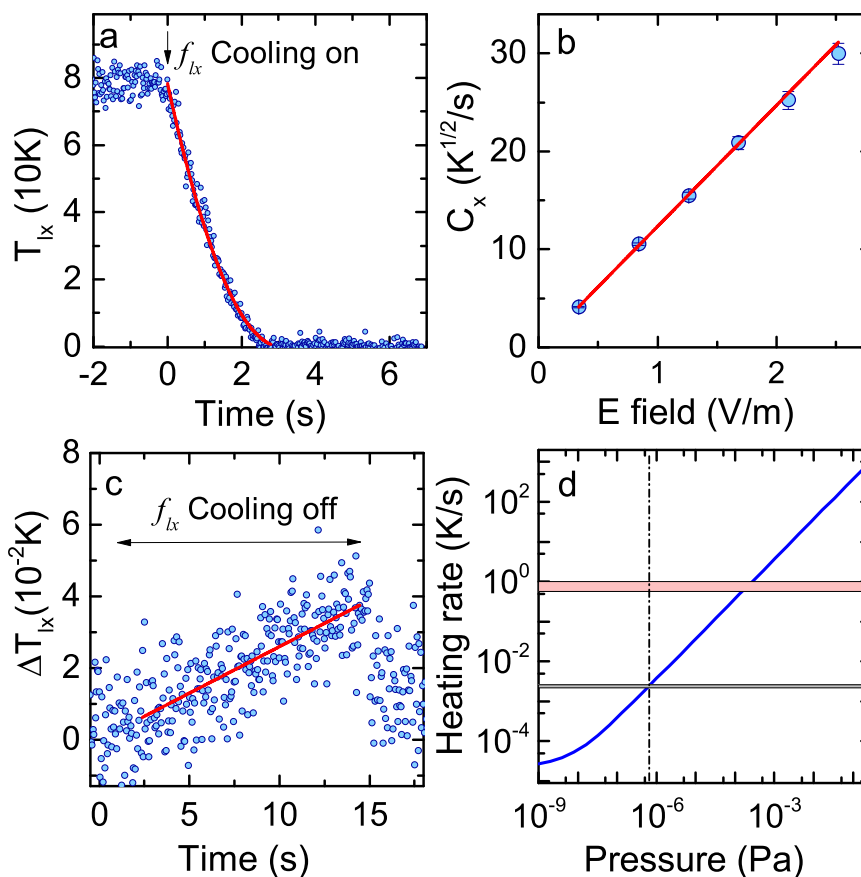 a
f_lx Cooling on
T_lx (10K)
8
6
4
2
0
-2 0 2 4 6
Time (s)
b
C_x (K^1/2/s)
30
20
10
0
0 1 2
E field (V/m)
c
f_lx Cooling off
ΔT_lx(10^-2K)
8
6
4
2
0
0 5 10 15
Time (s)
d
Heating rate (K/s)
10^2
10^0
10^-2
10^-4
10^-9 10^-6 10^-3
Pressure (Pa)